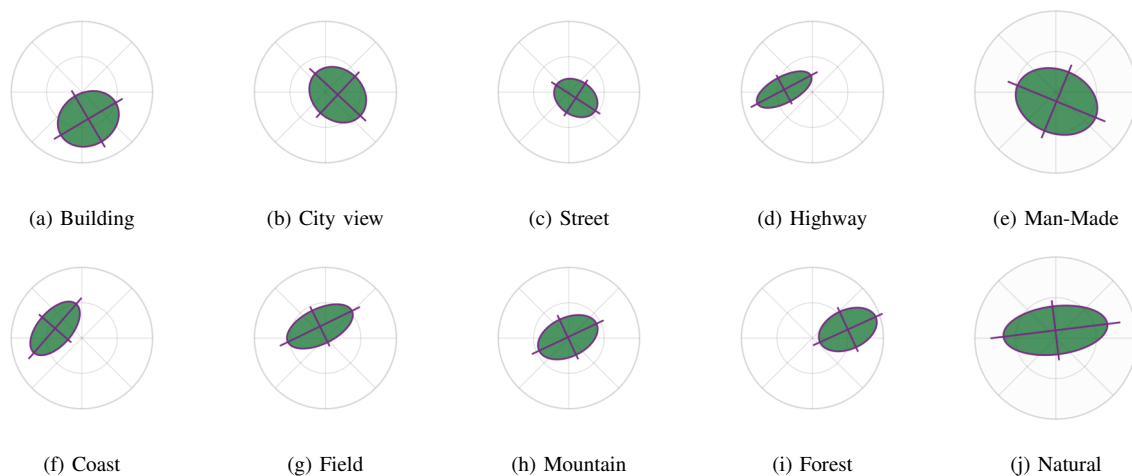 (a) Building
(b) City view
(c) Street
(d) Highway
(e) Man-Made
(f) Coast
(g) Field
(h) Mountain
(i) Forest
(j) Natural